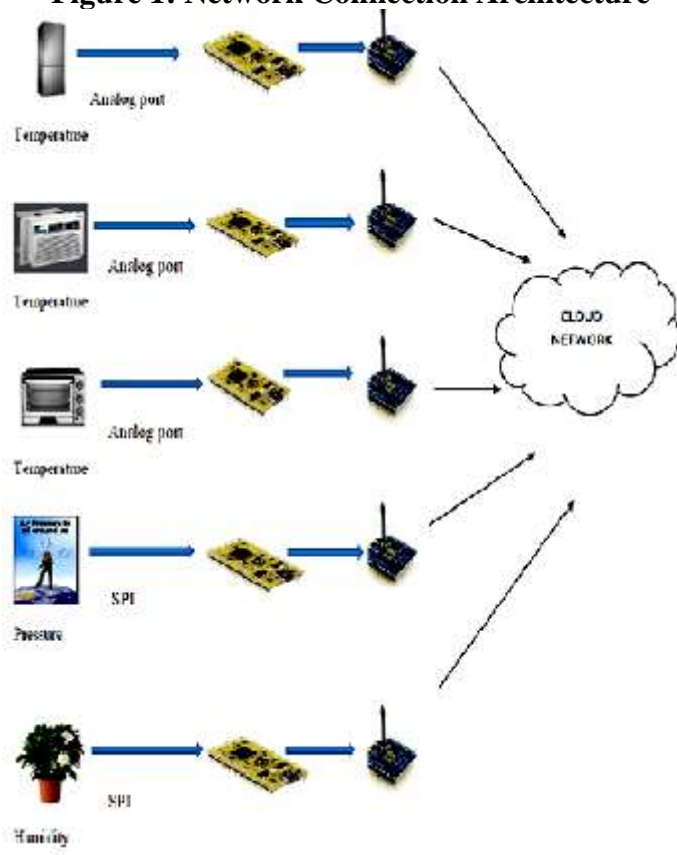 Figure 1: Network Connection Architecture
Analog port
Temperature
Analog port
Temperature
CLOUD
NETWORK
Analog port
Temperature
SPI
Pressure
SPI
Humidity